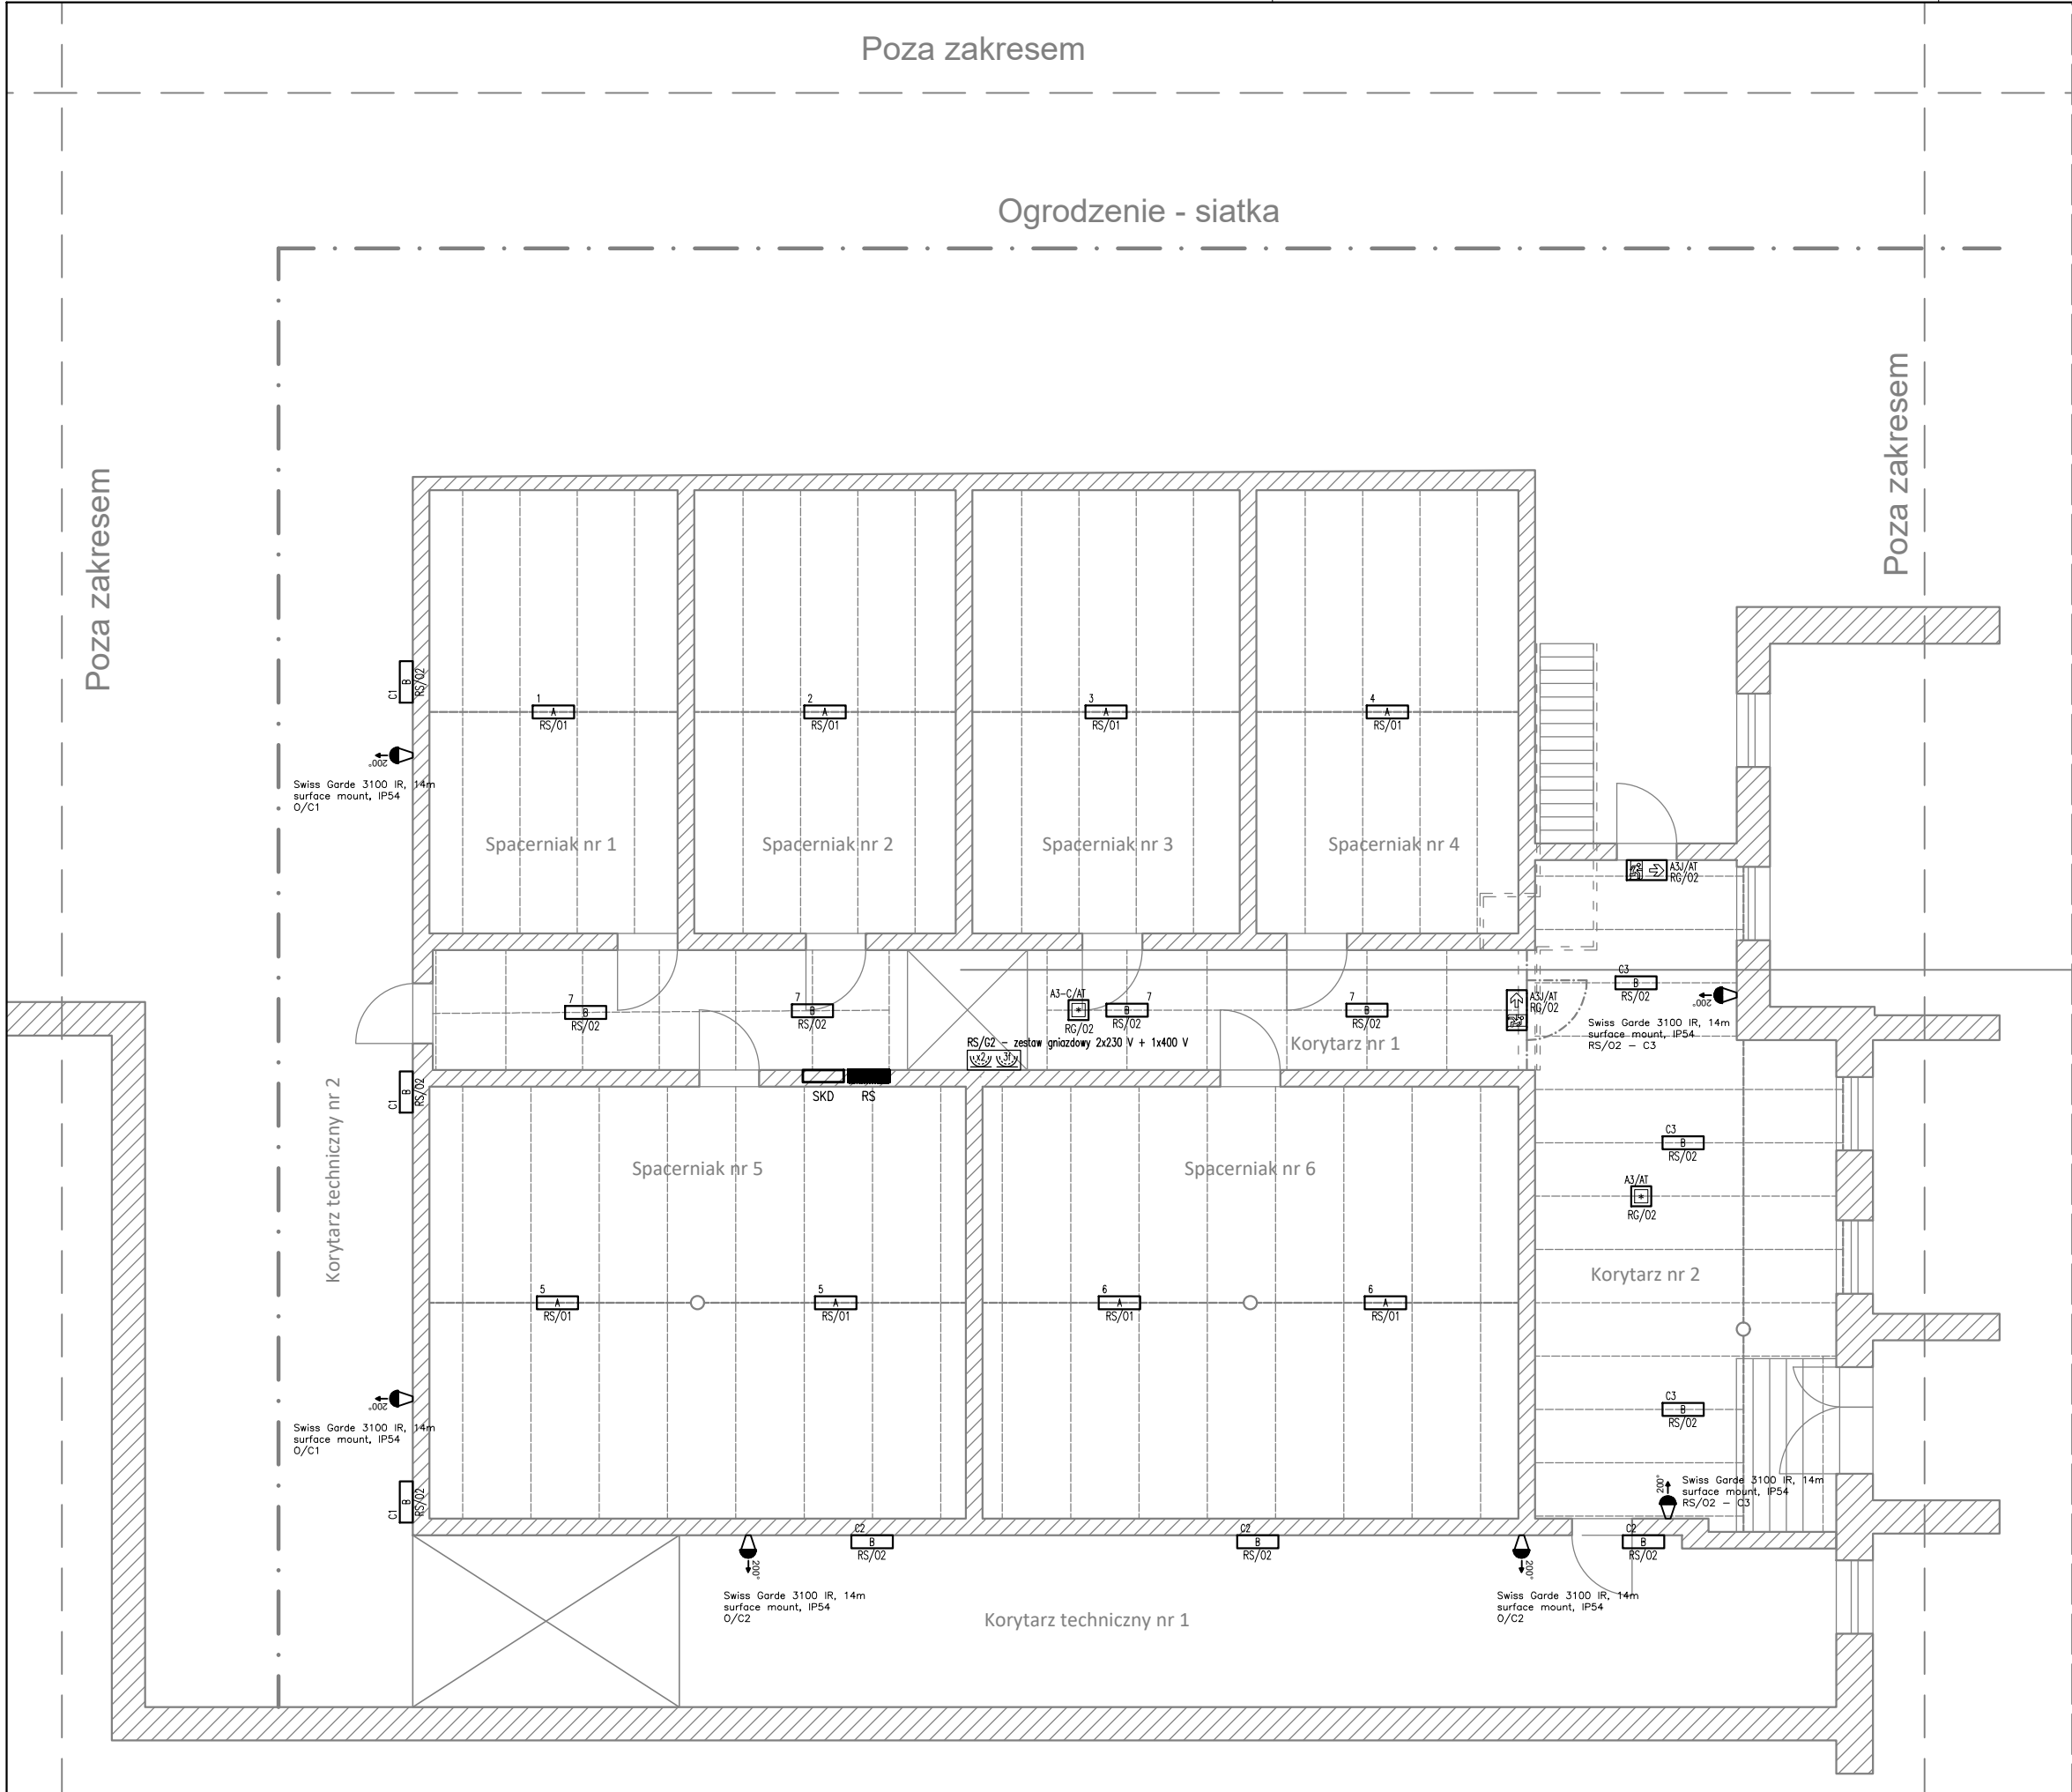 Poza zakresem
Ogrodzenie - siatka
Poza zakresem
Poza zakresem
C1
B
RS/02
1
A
RS/01
2
A
RS/01
3
A
RS/01
4
A
RS/01
200°
Swiss Garde 3100 IR, 14m
surface mount, IP54
O/C1
Spacerniak nr 1
Spacerniak nr 2
Spacerniak nr 3
Spacerniak nr 4
A3J/AT
RG/02
7
B
RS/02
7
B
RS/02
A3-C/AT
RG/02
7
B
RS/02
7
B
RS/02
A3J/AT
RG/02
C3
B
RS/02
200°
Swiss Garde 3100 IR, 14m
surface mount, IP54
RS/02 - C3
RS/G2 - zestaw gniazdowy 2x230 V + 1x400 V
x2
3f
Korytarz nr 1
SKD
RS
C1
B
RS/02
Korytarz techniczny nr 2
Spacerniak nr 5
Spacerniak nr 6
C3
B
RS/02
A3/AT
RG/02
Korytarz nr 2
5
A
RS/01
5
A
RS/01
6
A
RS/01
6
A
RS/01
200°
Swiss Garde 3100 IR, 14m
surface mount, IP54
O/C1
C3
B
RS/02
C1
B
RS/02
200°
Swiss Garde 3100 IR, 14m
surface mount, IP54
RS/02 - C3
200°
Swiss Garde 3100 IR, 14m
surface mount, IP54
O/C2
C2
B
RS/02
C2
B
RS/02
200°
Swiss Garde 3100 IR, 14m
surface mount, IP54
O/C2
C2
B
RS/02
Korytarz techniczny nr 1